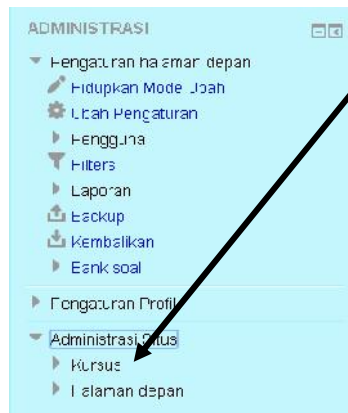 ADMINISTRASI
Pengaturan halaman depan
Hidupkan Mode Ubah
Ubah Pengaturan
Pengguna
Filters
Laporan
Backup
Kembalikan
Bank soal
Pengaturan Profil
Administrasi Situs
Kursus
Halaman depan